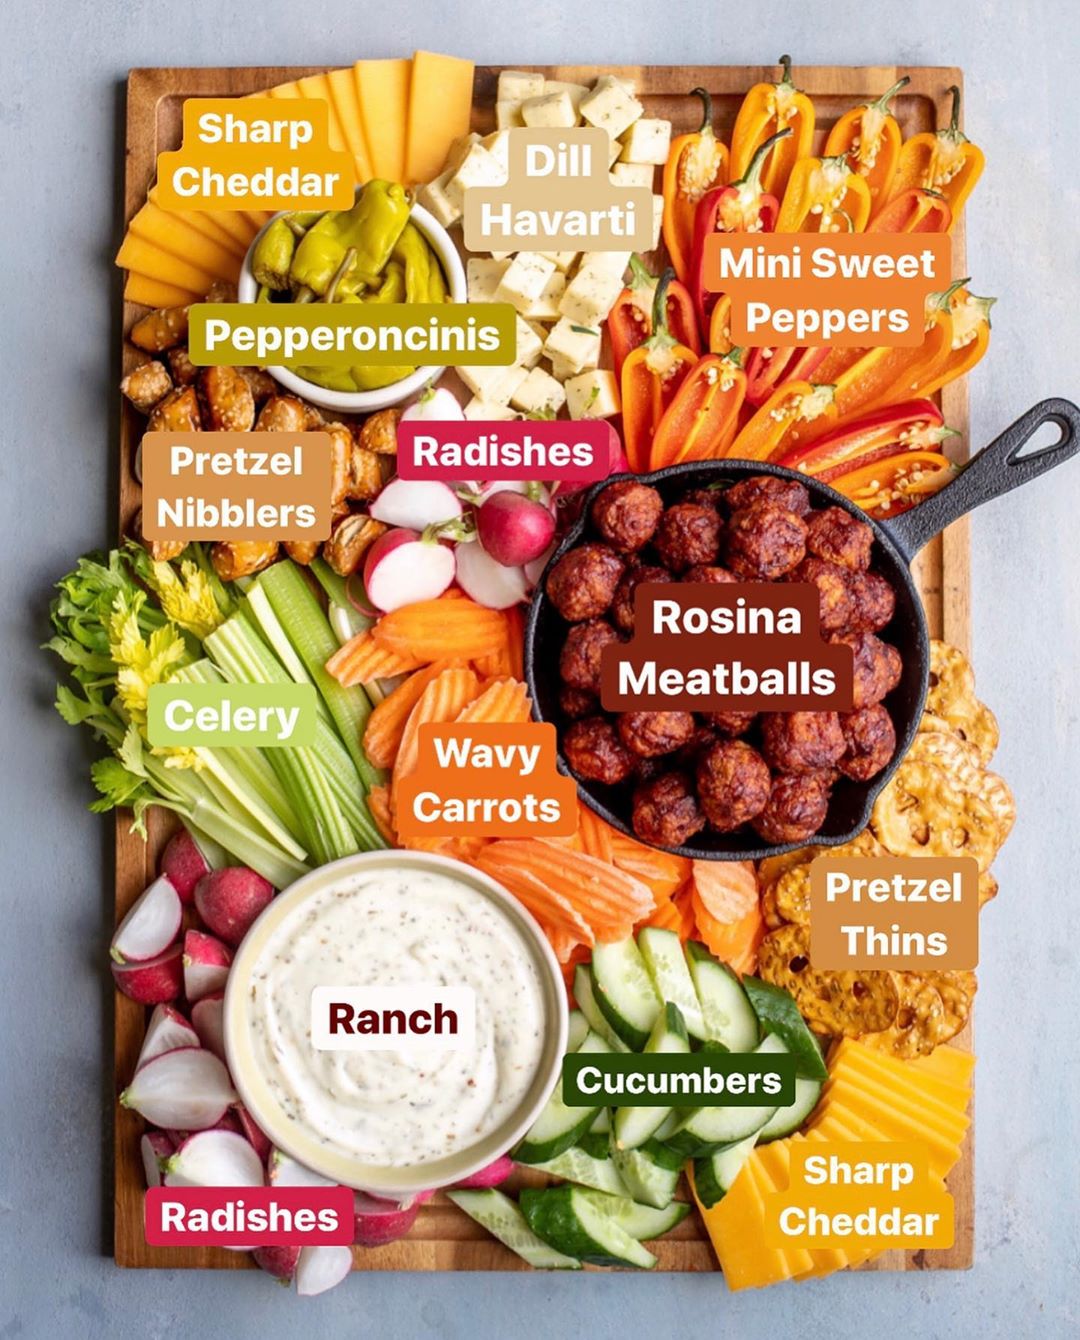 Sharp
Cheddar
Dill
Havarti
Mini Sweet
Peppers
Pepperoncinis
Radishes
Pretzel
Nibblers
Rosina
Meatballs
Celery
Wavy
Carrots
Pretzel
Thins
Ranch
Cucumbers
Sharp
Cheddar
Radishes